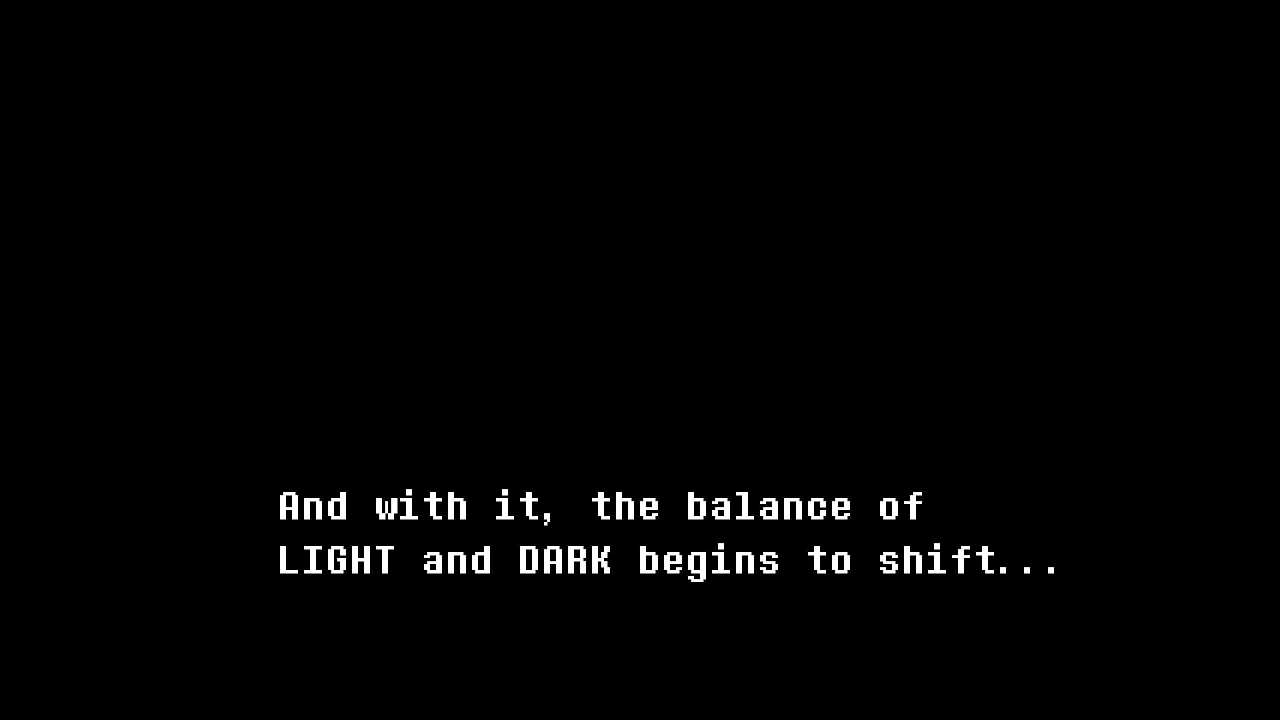 And with it, the balance of
LIGHT and DARK begins to shift...